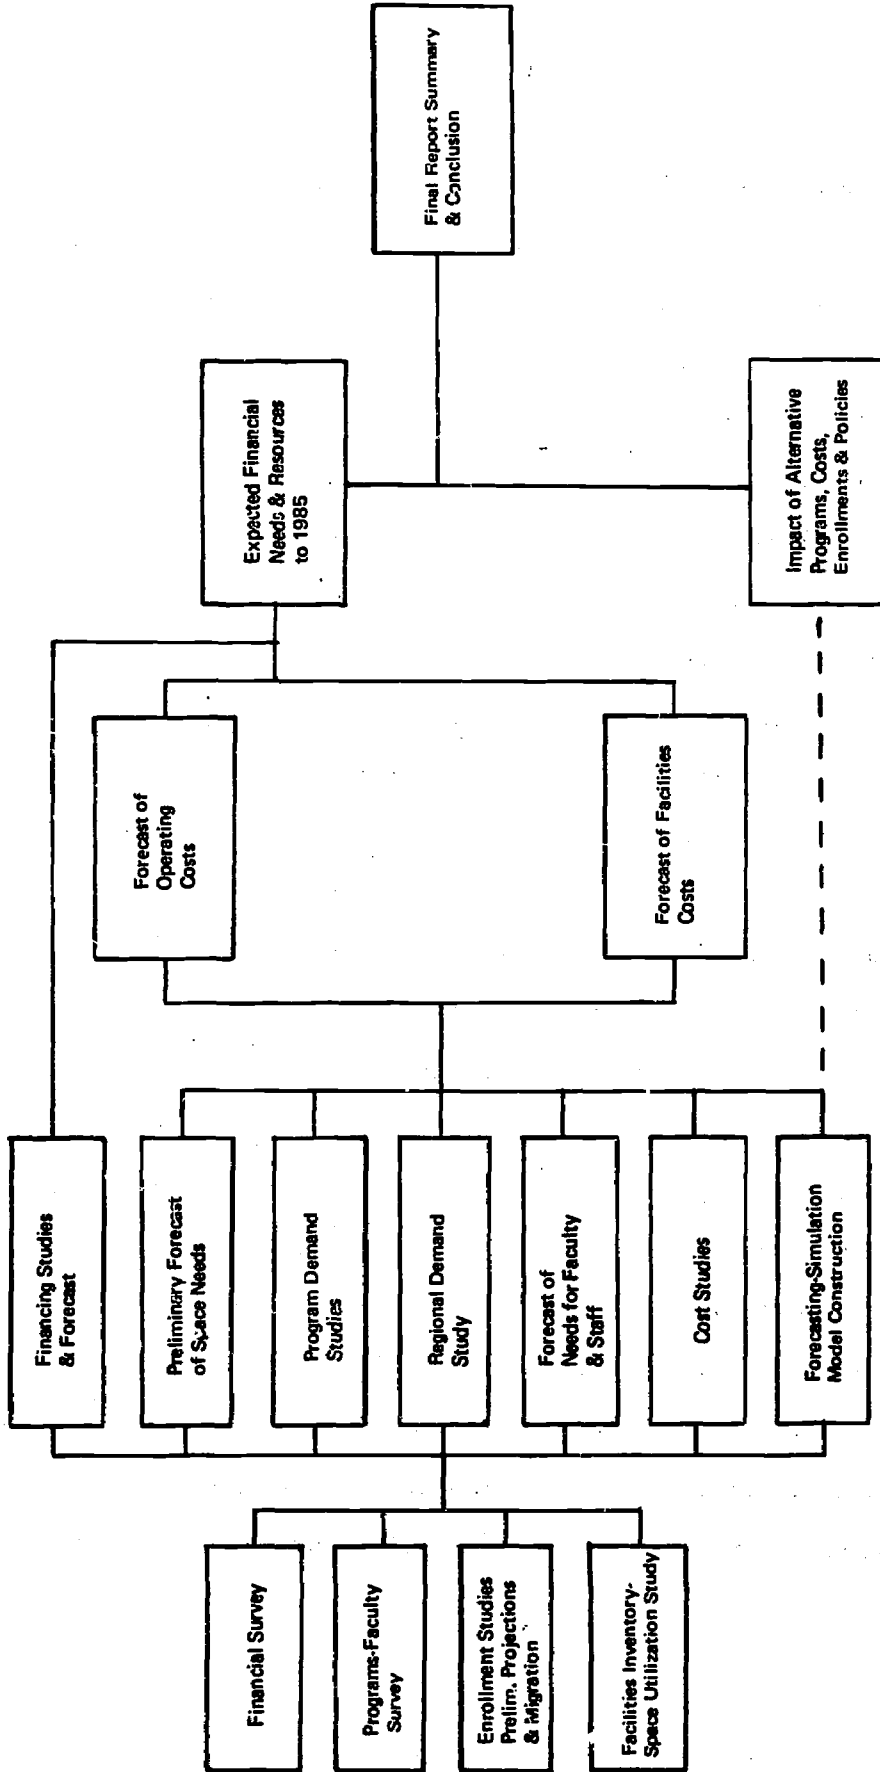 Financial Survey
Programs-Faculty
Survey
Enrollment Studies
Prelim. Projections
& Migration
Facilities Inventory-
Space Utilization Study
Financing Studies
& Forecast
Preliminary Forecast
of Space Needs
Program Demand
Studies
Regional Demand
Study
Forecast of
Needs for Faculty
& Staff
Cost Studies
Forecasting-Simulation
Model Construction
Forecast of
Operating
Costs
Forecast of Facilities
Costs
Expected Financial
Needs & Resources
to 1985
Impact of Alternative
Programs, Costs,
Enrollments & Policies
Final Report Summary
& Conclusion